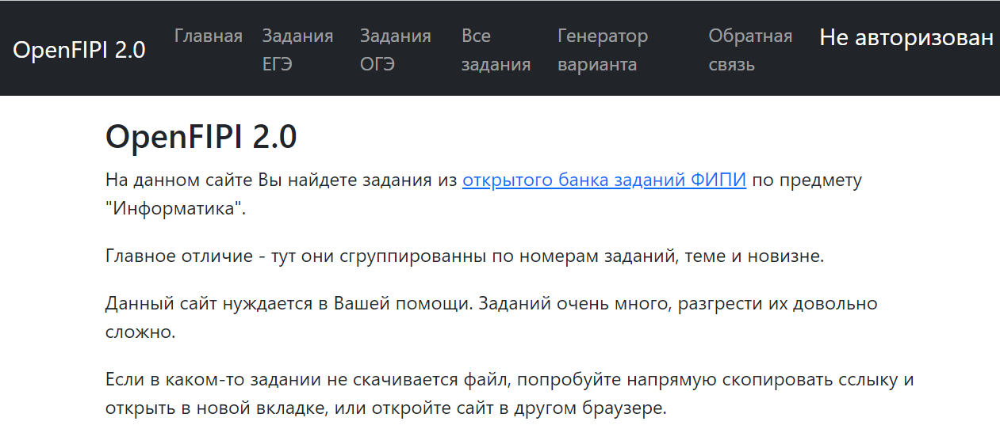 OpenFIPI 2.0
Главная
Задания
ЕГЭ
Задания
ОГЭ
Все
задания
Генератор
варианта
Обратная
связь
Не авторизован
OpenFIPI 2.0
На данном сайте Вы найдете задания из открытого банка заданий ФИПИ по предмету
"Информатика".
Главное отличие - тут они сгруппированны по номерам заданий, теме и новизне.
Данный сайт нуждается в Вашей помощи. Заданий очень много, разгрести их довольно
сложно.
Если в каком-то задании не скачивается файл, попробуйте напрямую скопировать сслыку и
открыть в новой вкладке, или откройте сайт в другом браузере.